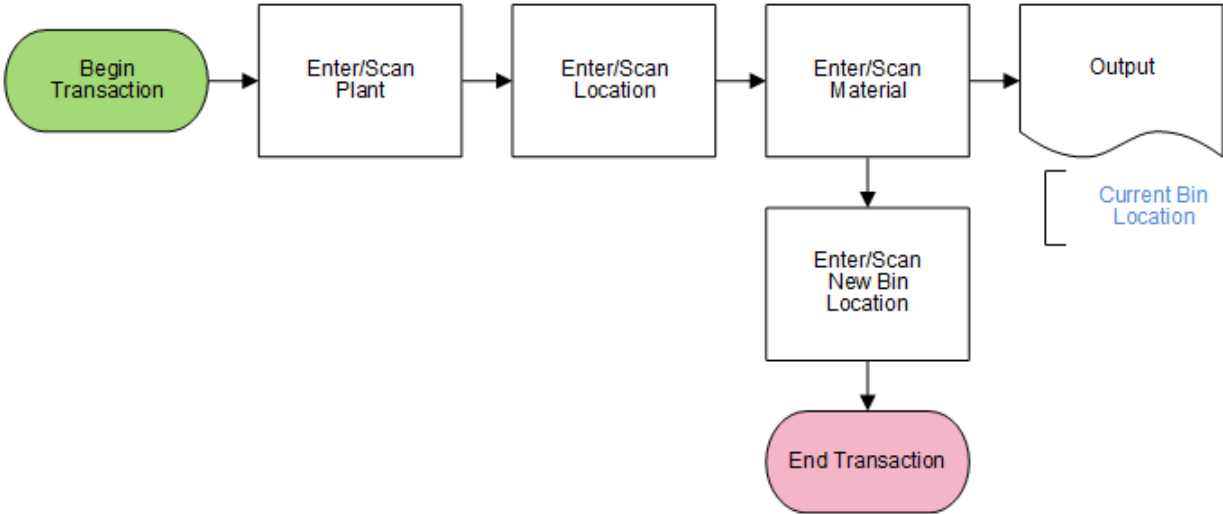 Begin
Transaction
Enter/Scan
Plant
Enter/Scan
Location
Enter/Scan
Material
Output
Current Bin
Location
Enter/Scan
New Bin
Location
End Transaction